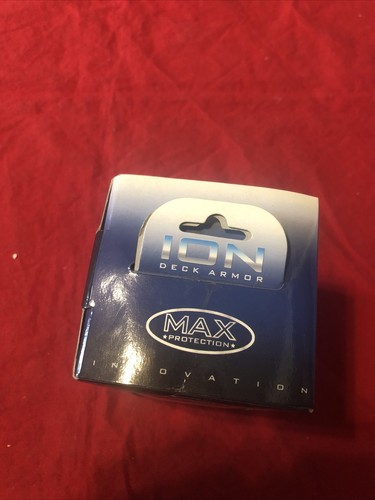 ION
DECK ARMOR
MAX
PROTECTION
INNOVATION